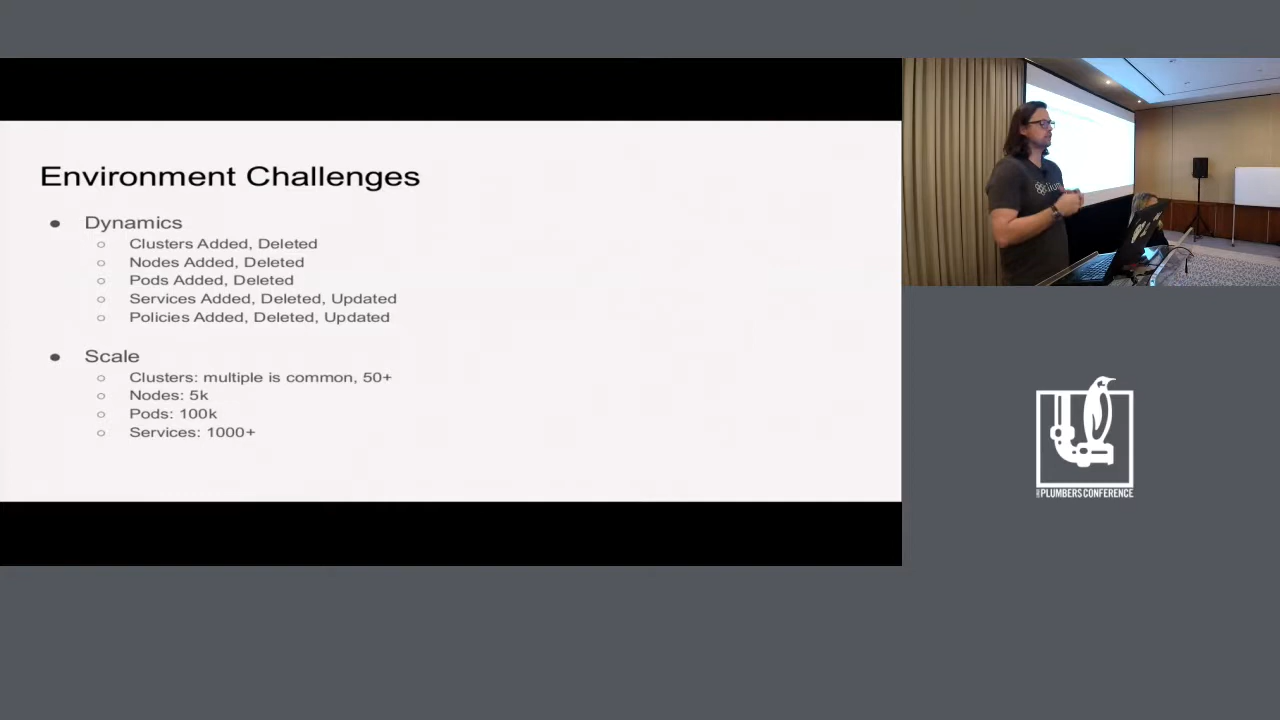 Environment Challenges
● Dynamics
○ Clusters Added, Deleted
○ Nodes Added, Deleted
○ Pods Added, Deleted
○ Services Added, Deleted, Updated
○ Policies Added, Deleted, Updated
● Scale
○ Clusters: multiple is common, 50+
○ Nodes: 5k
○ Pods: 100k
○ Services: 1000+
PLUMBERS CONFERENCE